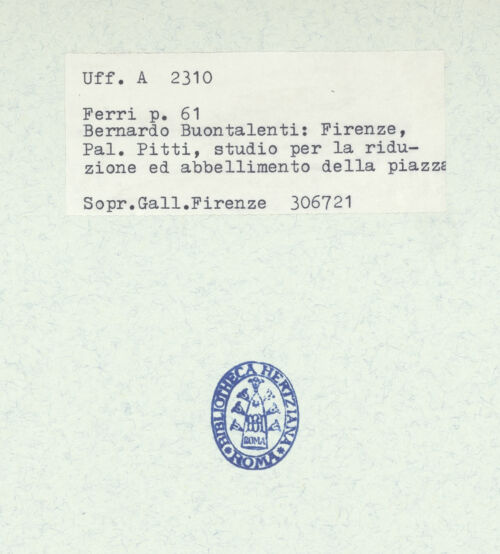 Uff. A 2310
Ferri p. 61
Bernardo Buontalenti: Firenze,
Pal. Pitti, studio per la ridu-
zione ed abbellimento della piazza
Sopr.Gall.Firenze 306721
BIBLIOTHECA HERTZIANA
ROMA
ROMA